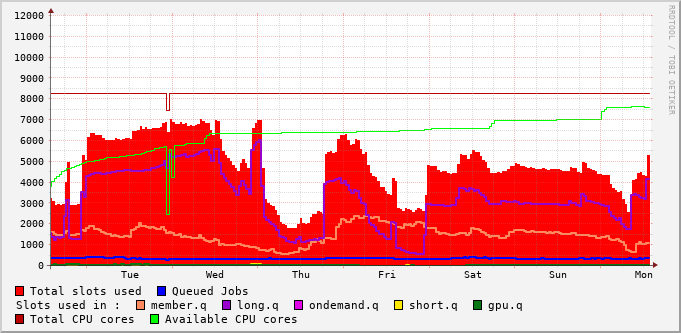 RRDTOOL / TOBI OETIKER
12000
11000
10000
9000
8000
7000
6000
5000
4000
3000
2000
1000
0
Tue Wed Thu Fri Sat Sun Mon
Total slots used Queued Jobs
Slots used in : member.q long.q ondemand.q short.q gpu.q
Total CPU cores Available CPU cores